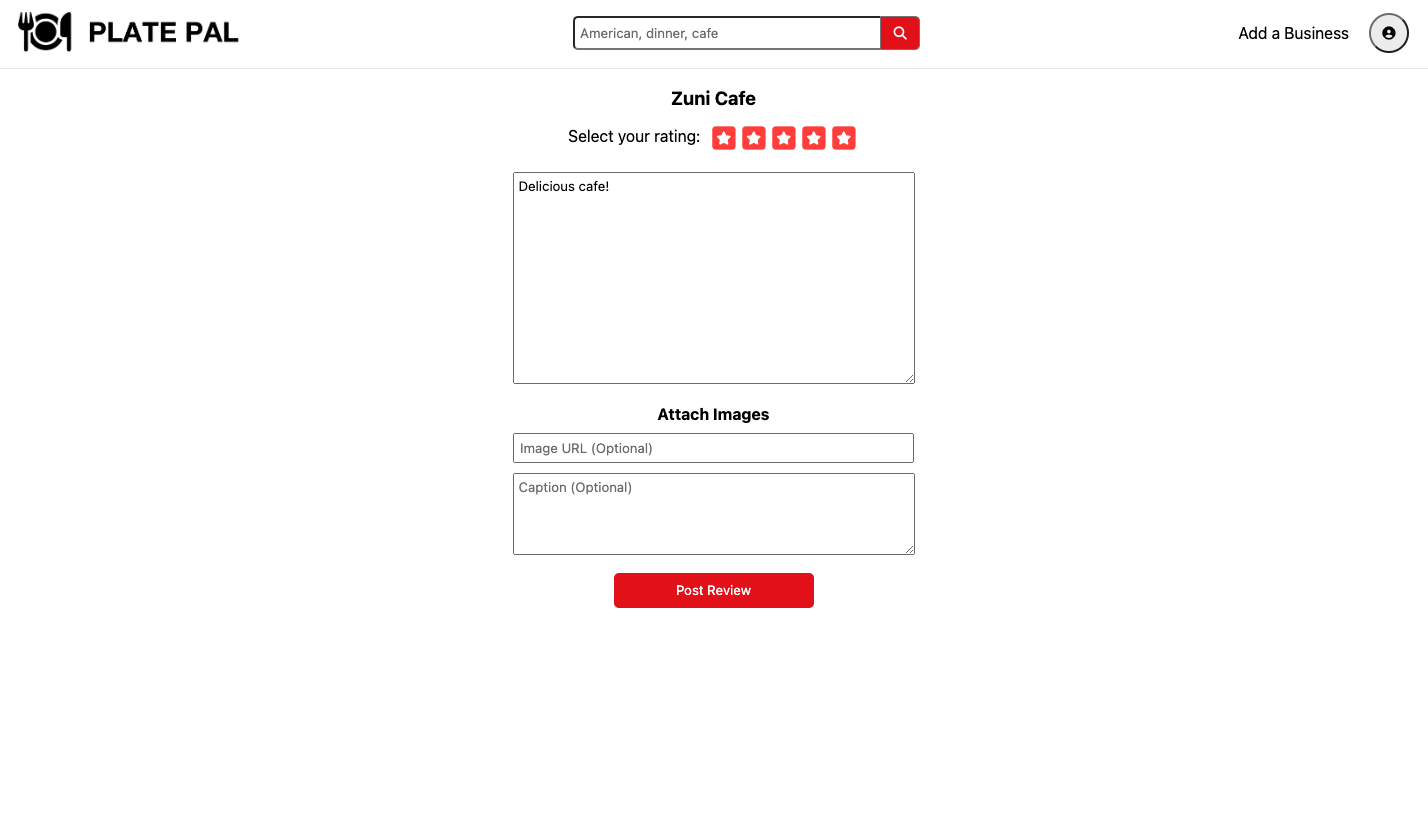 PLATE PAL
American, dinner, cafe
Add a Business
Zuni Cafe
Select your rating:
Delicious cafe!
Attach Images
Image URL (Optional)
Caption (Optional)
Post Review